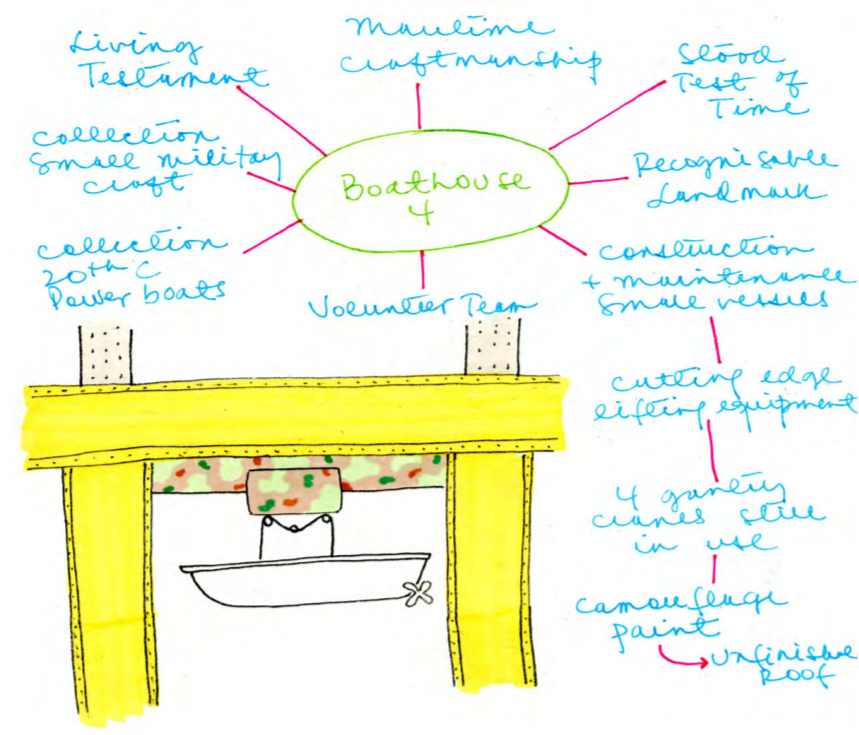 Living
Testament
Maritime
craftmanship
Stood
Test of
Time
collection
small military
craft
Boathouse
4
Recognisable
Landmark
collection
20th C
Power boats
Volunteer Team
construction
+ maintenance
small vessels
cutting edge
lifting equipment
4 gantry
cranes still
in use
camouflage
paint
unfinished
Roof